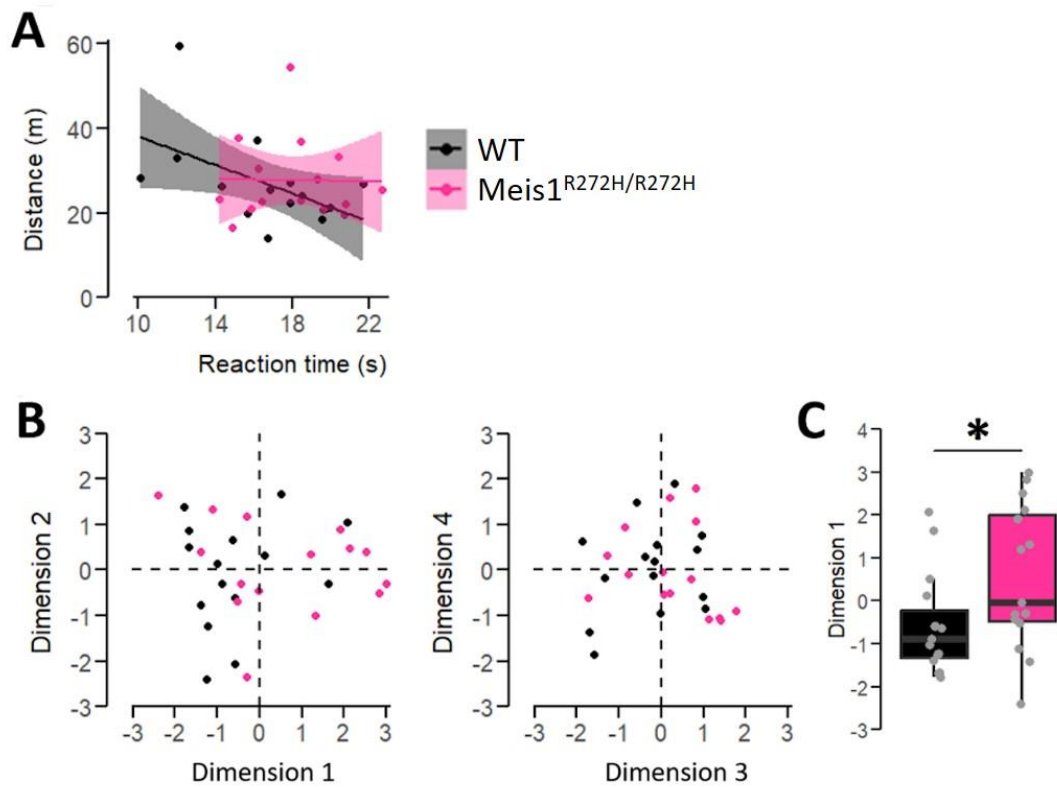 A
60
40
20
0
Distance (m)
10 14 18 22
Reaction time (s)
WT
Meis1R272H/R272H
B
3
2
1
0
-1
-2
-3
Dimension 2
-3 -2 -1 0 1 2 3
Dimension 1
3
2
1
0
-1
-2
-3
Dimension 4
-3 -2 -1 0 1 2 3
Dimension 3
C
*
4
3
2
1
0
-1
-2
-3
Dimension 1